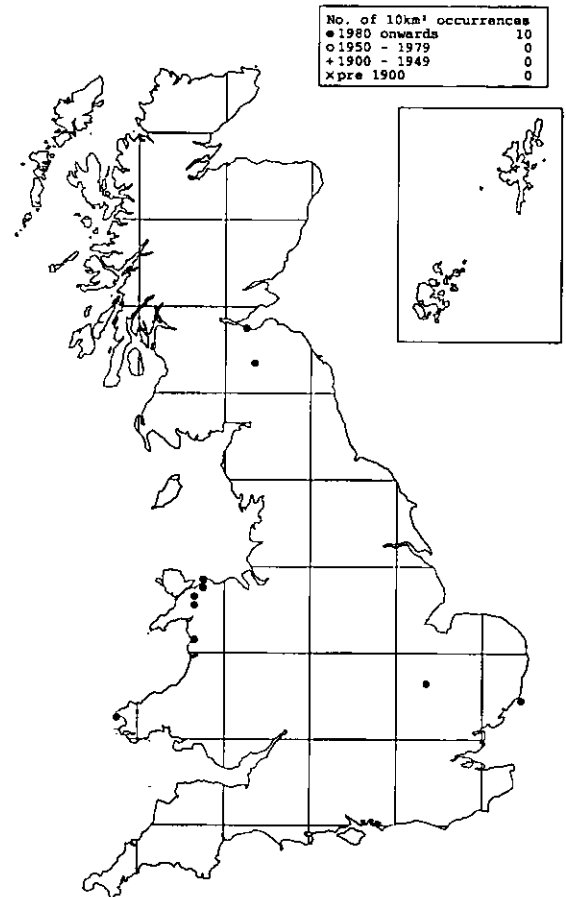 No. of 10km² occurrences
● 1980 onwards 10
o 1950 - 1979 0
+ 1900 - 1949 0
× pre 1900 0